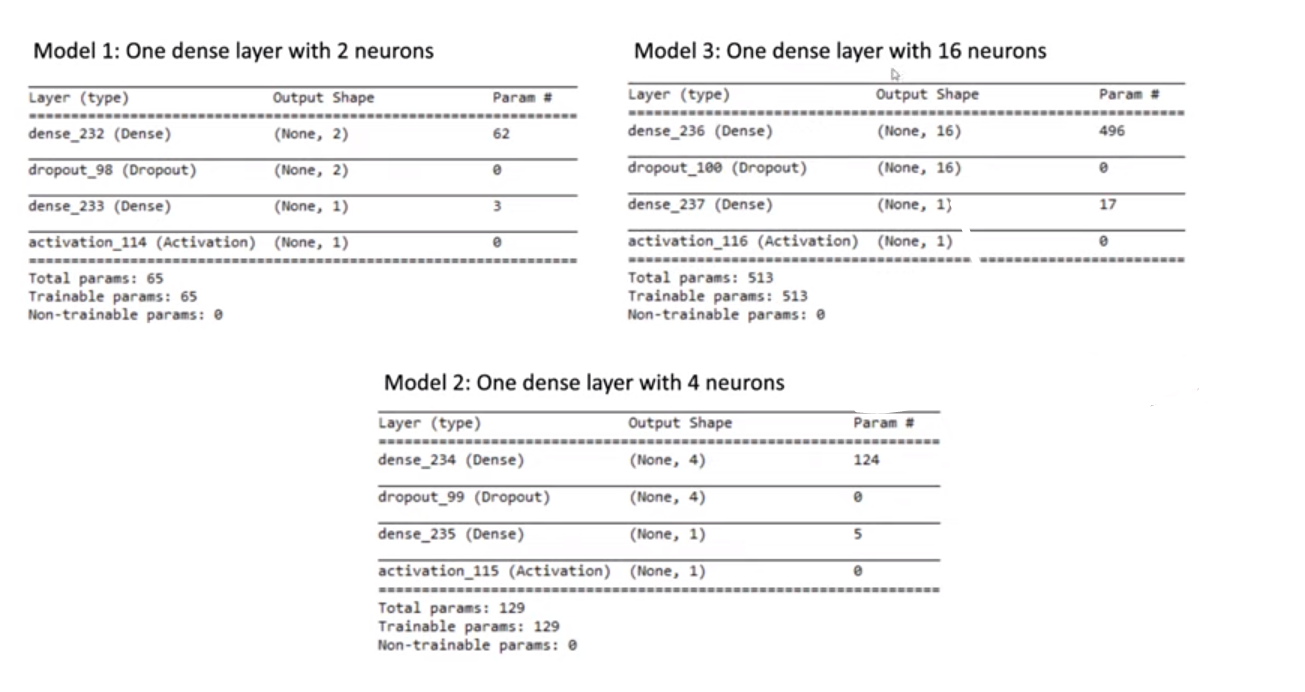 Model 1: One dense layer with 2 neurons
Layer (type) Output Shape Param #
dense_232 (Dense) (None, 2) 62
dropout_98 (Dropout) (None, 2) 0
dense_233 (Dense) (None, 1) 3
activation_114 (Activation) (None, 1) 0
Total params: 65
Trainable params: 65
Non-trainable params: 0
Model 3: One dense layer with 16 neurons
Layer (type) Output Shape Param #
dense_236 (Dense) (None, 16) 496
dropout_100 (Dropout) (None, 16) 0
dense_237 (Dense) (None, 1) 17
activation_116 (Activation) (None, 1) 0
Total params: 513
Trainable params: 513
Non-trainable params: 0
Model 2: One dense layer with 4 neurons
Layer (type) Output Shape Param #
dense_234 (Dense) (None, 4) 124
dropout_99 (Dropout) (None, 4) 0
dense_235 (Dense) (None, 1) 5
activation_115 (Activation) (None, 1) 0
Total params: 129
Trainable params: 129
Non-trainable params: 0